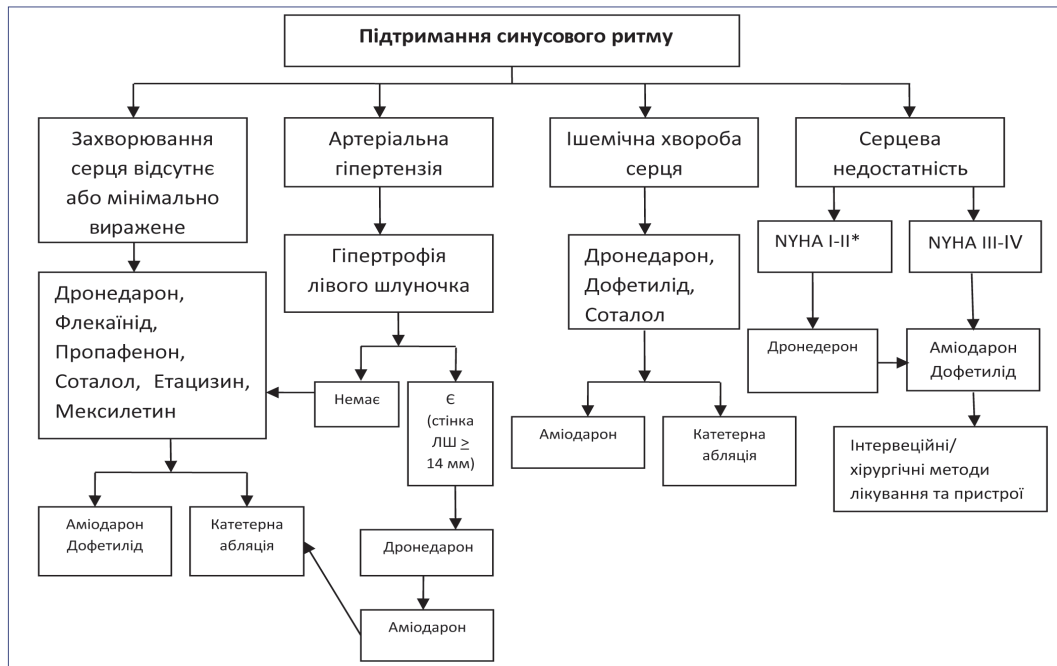 Підтримання синусового ритму
Захворювання
серця відсутнє
або мінімально
виражене
Артеріальна
гіпертензія
Ішемічна хвороба
серця
Серцева
недостатність
NYHA I-II*
NYHA III-IV
Гіпертрофія
лівого шлуночка
Дронедарон,
Дофетилід,
Соталол
Дронедарон,
Флекаїнід,
Пропафенон,
Соталол, Етацизин,
Мексилетин
Дронедерон
Аміодарон
Дофетилід
Немає
Є
(стінка
ЛШ ≥
14 мм)
Аміодарон
Катетерна
абляція
Інтервеційні/
хірургічні методи
лікування та пристрої
Аміодарон
Дофетилід
Катетерна
абляція
Дронедарон
Аміодарон